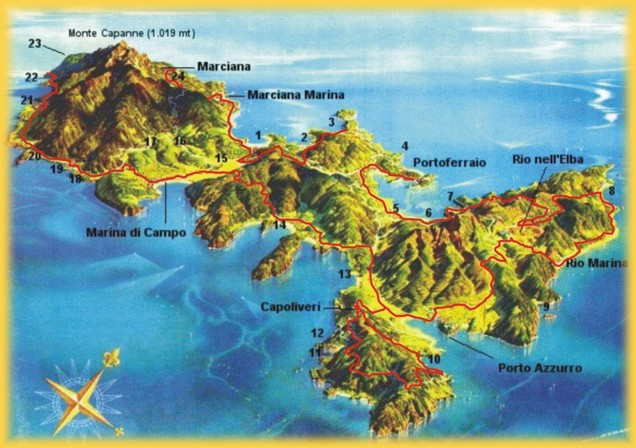 Monte Capanne (1.019 mt)
23
Marciana
22
24
Marciana Marina
21
3
1
2
17
16
4
Portoferraio
Rio nell'Elba
20
15
19
18
7
8
5
6
14
Marina di Campo
Rio Marina
13
Capoliveri
9
12
11
10
Porto Azzurro